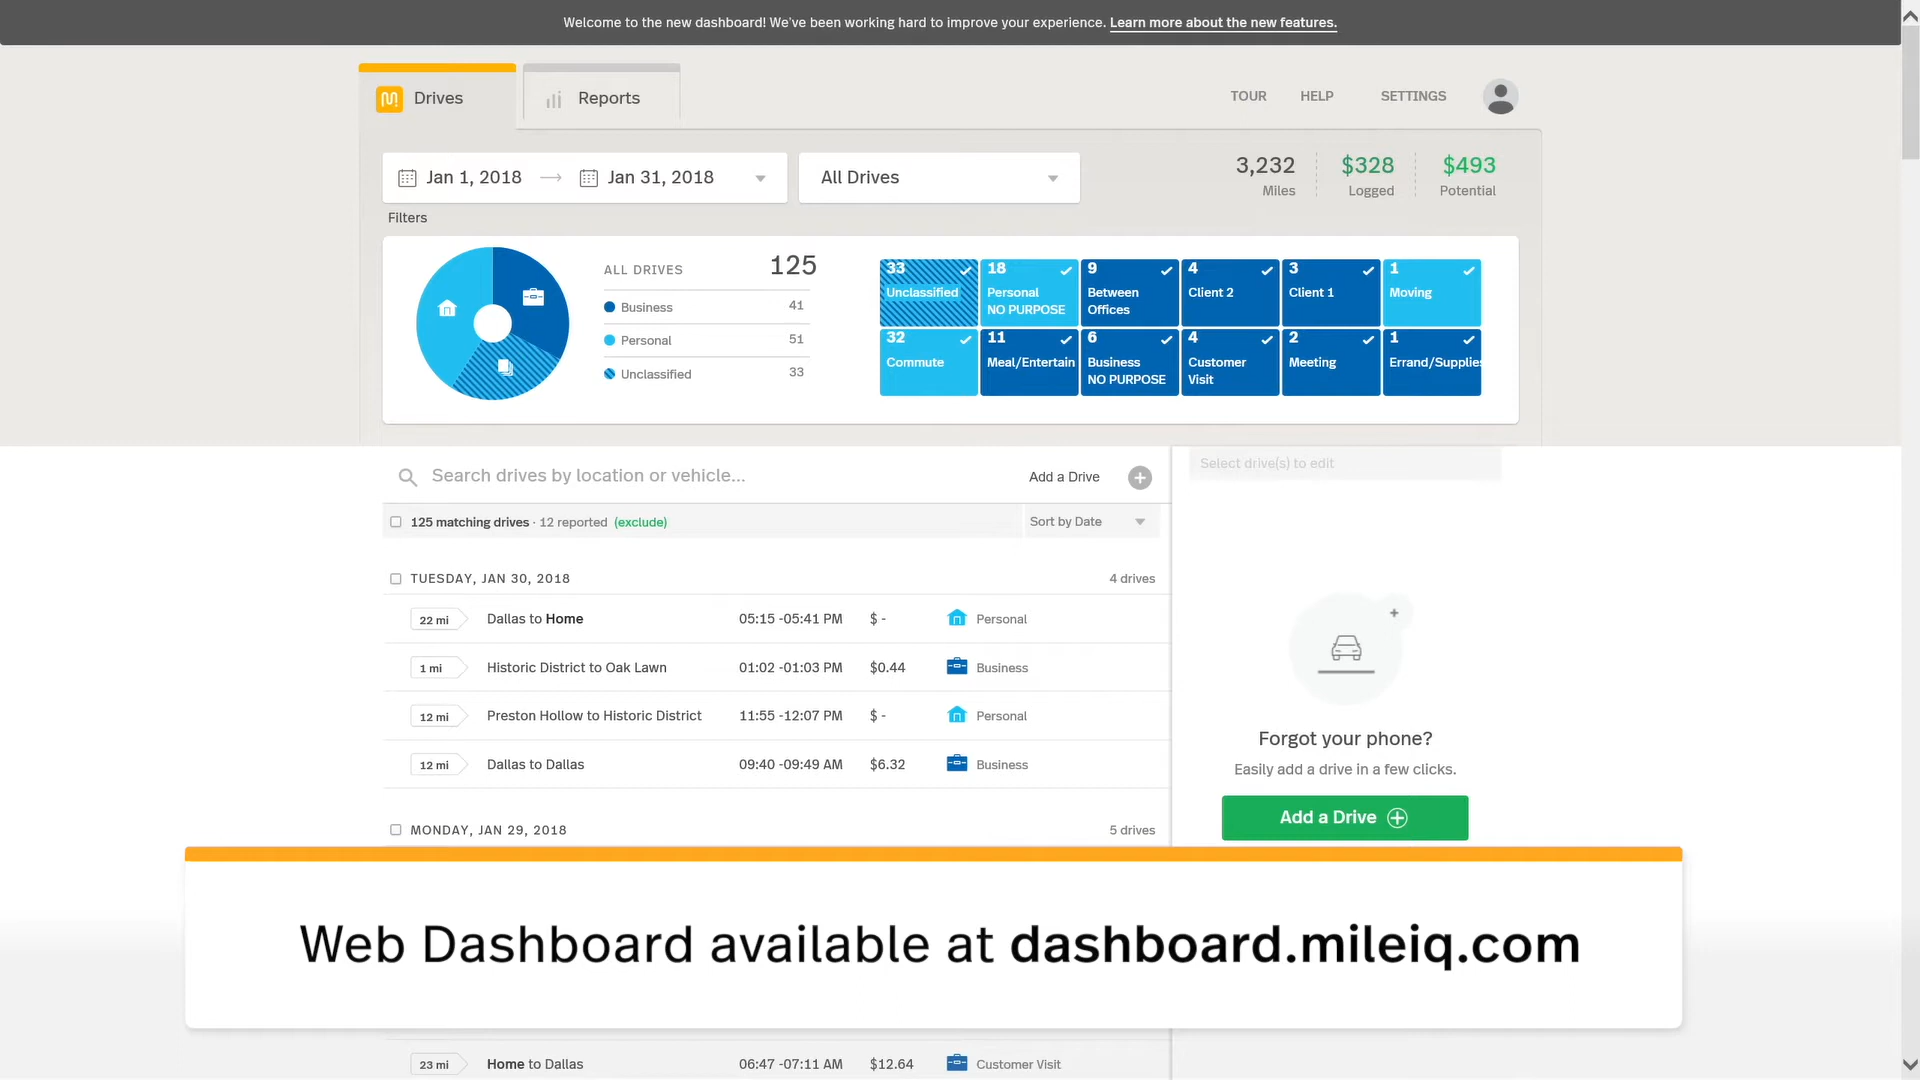 Welcome to the new dashboard! We've been working hard to improve your experience. Learn more about the new features.
Drives
Reports
TOUR
HELP
SETTINGS
Jan 1, 2018
Jan 31, 2018
All Drives
3,232
Miles
$328
Logged
$493
Potential
Filters
ALL DRIVES 125
Business 41
Personal 51
Unclassified 33
33
Unclassified
18
Personal
NO PURPOSE
9
Between
Offices
4
Client 2
3
Client 1
1
Moving
32
Commute
11
Meal/Entertain
6
Business
NO PURPOSE
4
Customer
Visit
2
Meeting
1
Errand/Supplies
Search drives by location or vehicle...
Add a Drive
Select drive(s) to edit
125 matching drives · 12 reported (exclude)
Sort by Date
TUESDAY, JAN 30, 2018 4 drives
22 mi Dallas to Home 05:15 -05:41 PM $ - Personal
1 mi Historic District to Oak Lawn 01:02 -01:03 PM $0.44 Business
12 mi Preston Hollow to Historic District 11:55 -12:07 PM $ - Personal
12 mi Dallas to Dallas 09:40 -09:49 AM $6.32 Business
MONDAY, JAN 29, 2018 5 drives
Forgot your phone?
Easily add a drive in a few clicks.
Add a Drive
Web Dashboard available at dashboard.mileiq.com
23 mi Home to Dallas 06:47 -07:11 AM $12.64 Customer Visit